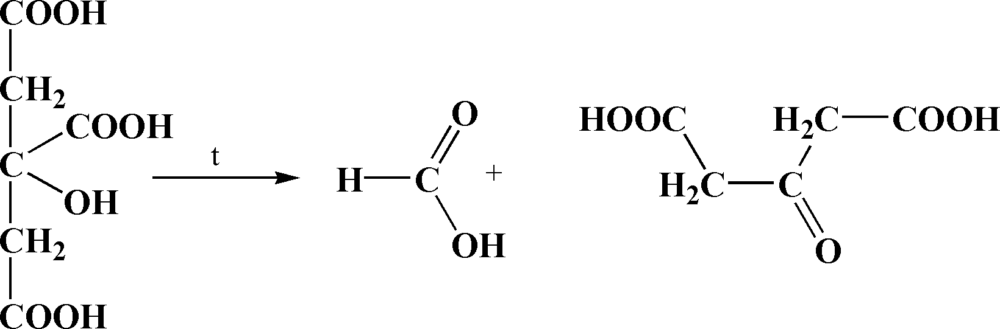 COOH
CH2
COOH
C
OH
CH2
COOH
t
O
H C
OH
+
HOOC
H2C COOH
H2C C
O